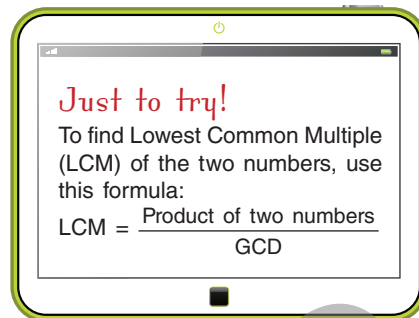 Just to try!
To find Lowest Common Multiple
(LCM) of the two numbers, use
this formula:
LCM = Product of two numbers
GCD